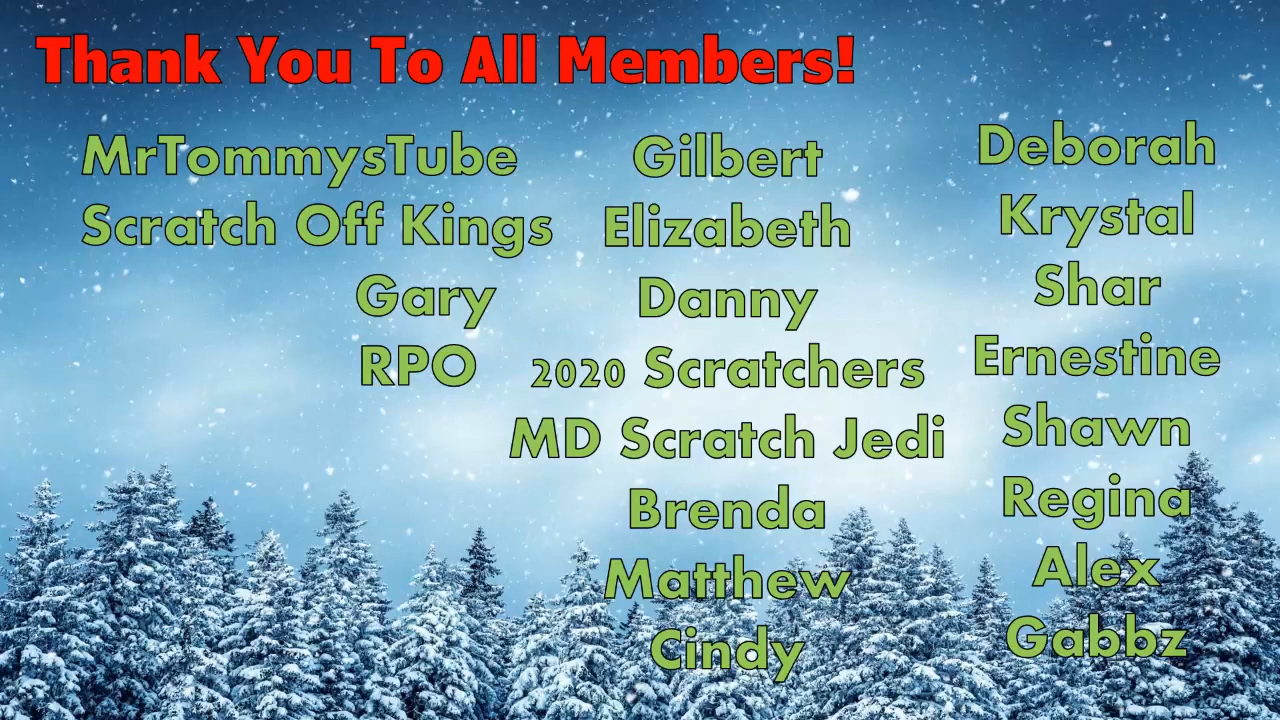 Thank You To All Members!
MrTommysTube
Scratch Off Kings
Gary
RPO
Gilbert
Elizabeth
Danny
2020 Scratchers
MD Scratch Jedi
Brenda
Matthew
Cindy
Deborah
Krystal
Shar
Ernestine
Shawn
Regina
Alex
Gabbz